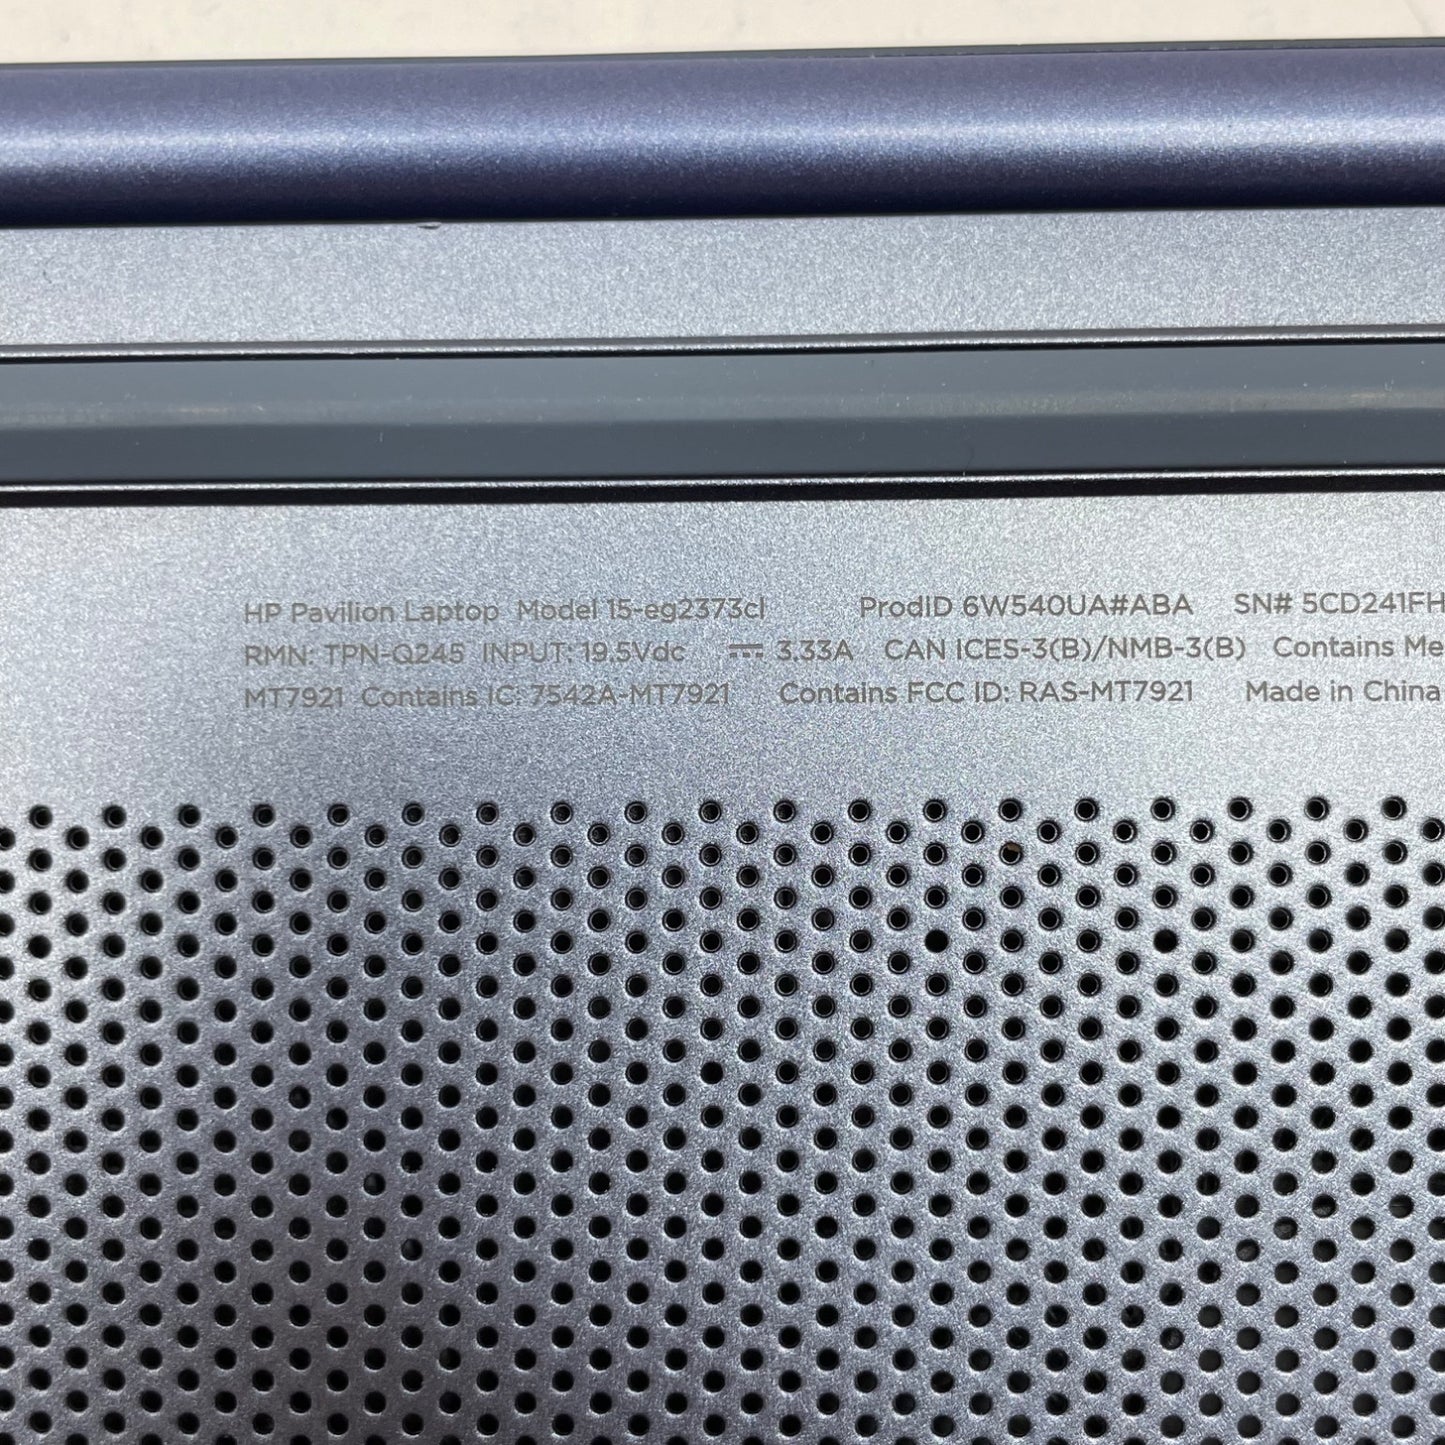 HP Pavilion Laptop Model 15-eg2373cl ProdID 6W540UA#ABA SN# 5CD241FH
RMN: TPN-Q245 INPUT: 19.5Vdc ⎓ 3.33A CAN ICES-3(B)/NMB-3(B) Contains Me
MT7921 Contains IC: 7542A-MT7921 Contains FCC ID: RAS-MT7921 Made in China